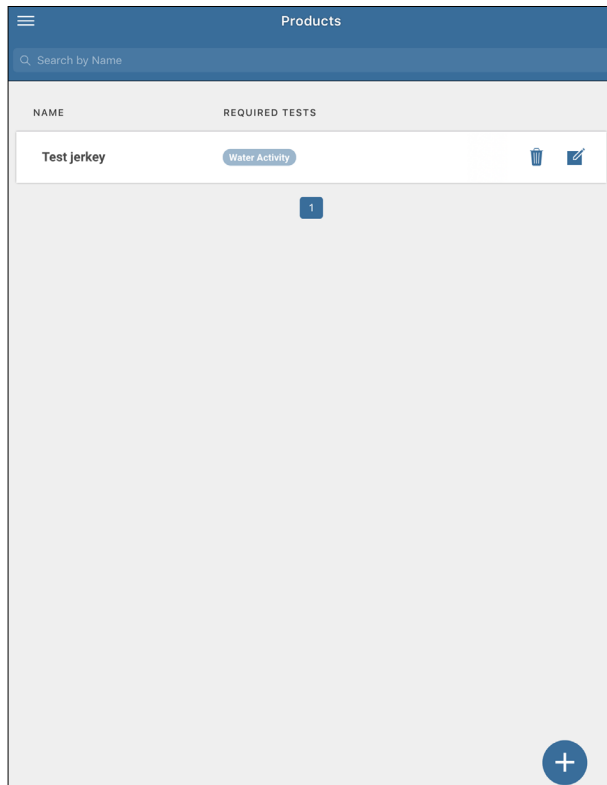 Products
Search by Name
NAME REQUIRED TESTS
Test jerkey Water Activity
1